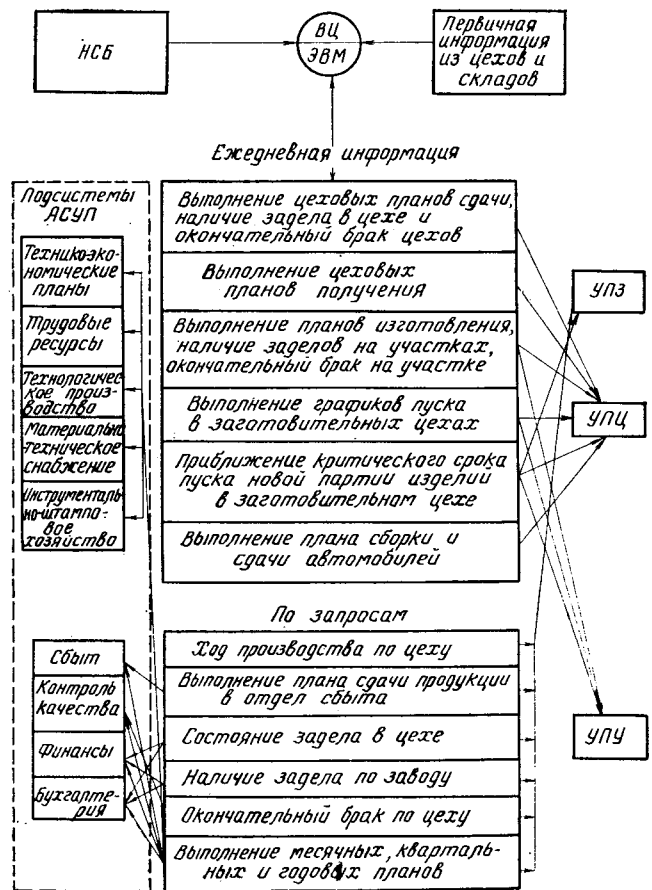 НСБ
ВЦ
ЭВМ
Первичная
информация
из цехов и
складов
Ежедневная информация
Подсистемы
АСУП
Технико-эко-
номические
планы
Трудовые
ресурсы
Технологичес-
кое произ-
водство
Материально
техническое
снабжение
Инструменталь
но-штампо-
вое
хозяйство
Выполнение цеховых планов сдачи,
наличие задела в цехе и
окончательный брак цехов
Выполнение цеховых
планов получения
Выполнение планов изготовления,
наличие заделов на участках,
окончательный брак на участке
Выполнение графиков пуска
в заготовительных цехах
Приближение критического срока
пуска новой партии изделий
в заготовительном цехе
Выполнение плана сборки и
сдачи автомобилей
УПЗ
УПЦ
УПУ
По запросам
Сбыт
Контроль
качества
Финансы
Бухгалте-
рия
Ход производства по цеху
Выполнение плана сдачи продукции
в отдел сбыта
Состояние задела в цехе
Наличие задела по заводу
Окончательный брак по цеху
Выполнение месячных, кварталь-
ных и годовых планов